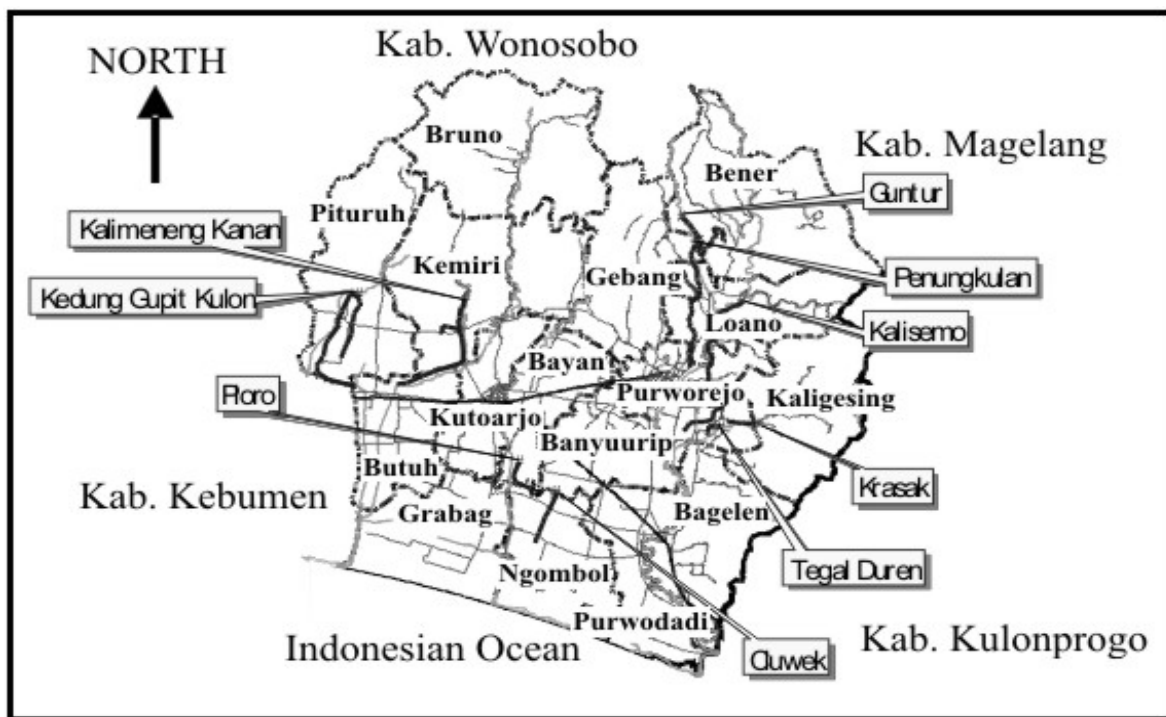 Kab. Wonosobo
NORTH
Bruno
Kab. Magelang
Bener
Guntur
Pituruh
Kalimeneng Kanan
Kemiri
Gebang
Penungkulan
Kedung Gupit Kulon
Loano
Kalisemo
Bayan
Roro
Purworejo
Kaligesing
Kutoarjo
Banyuurip
Butuh
Krasak
Kab. Kebumen
Grabag
Bagelen
Ngombol
Tegal Duren
Purwodadi
Indonesian Ocean
Kab. Kulonprogo
Cluwek